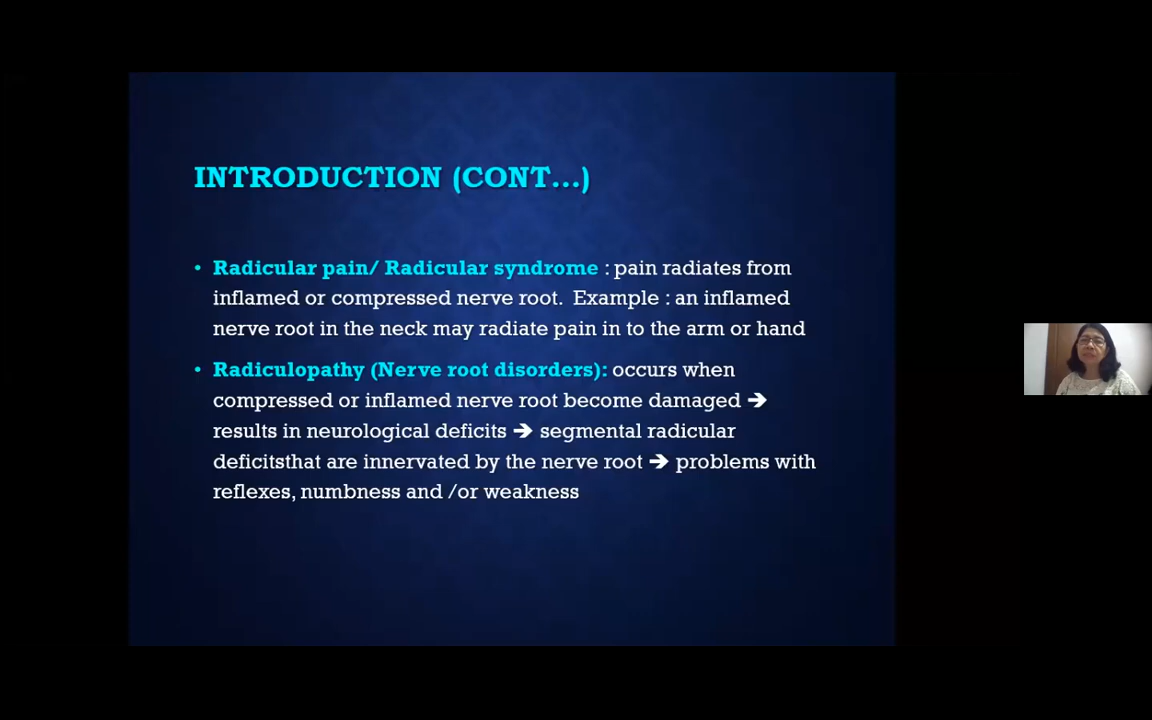 INTRODUCTION (CONT...)
• Radicular pain/ Radicular syndrome : pain radiates from
inflamed or compressed nerve root. Example : an inflamed
nerve root in the neck may radiate pain in to the arm or hand
• Radiculopathy (Nerve root disorders): occurs when
compressed or inflamed nerve root become damaged ➔
results in neurological deficits ➔ segmental radicular
deficitsthat are innervated by the nerve root ➔ problems with
reflexes, numbness and /or weakness